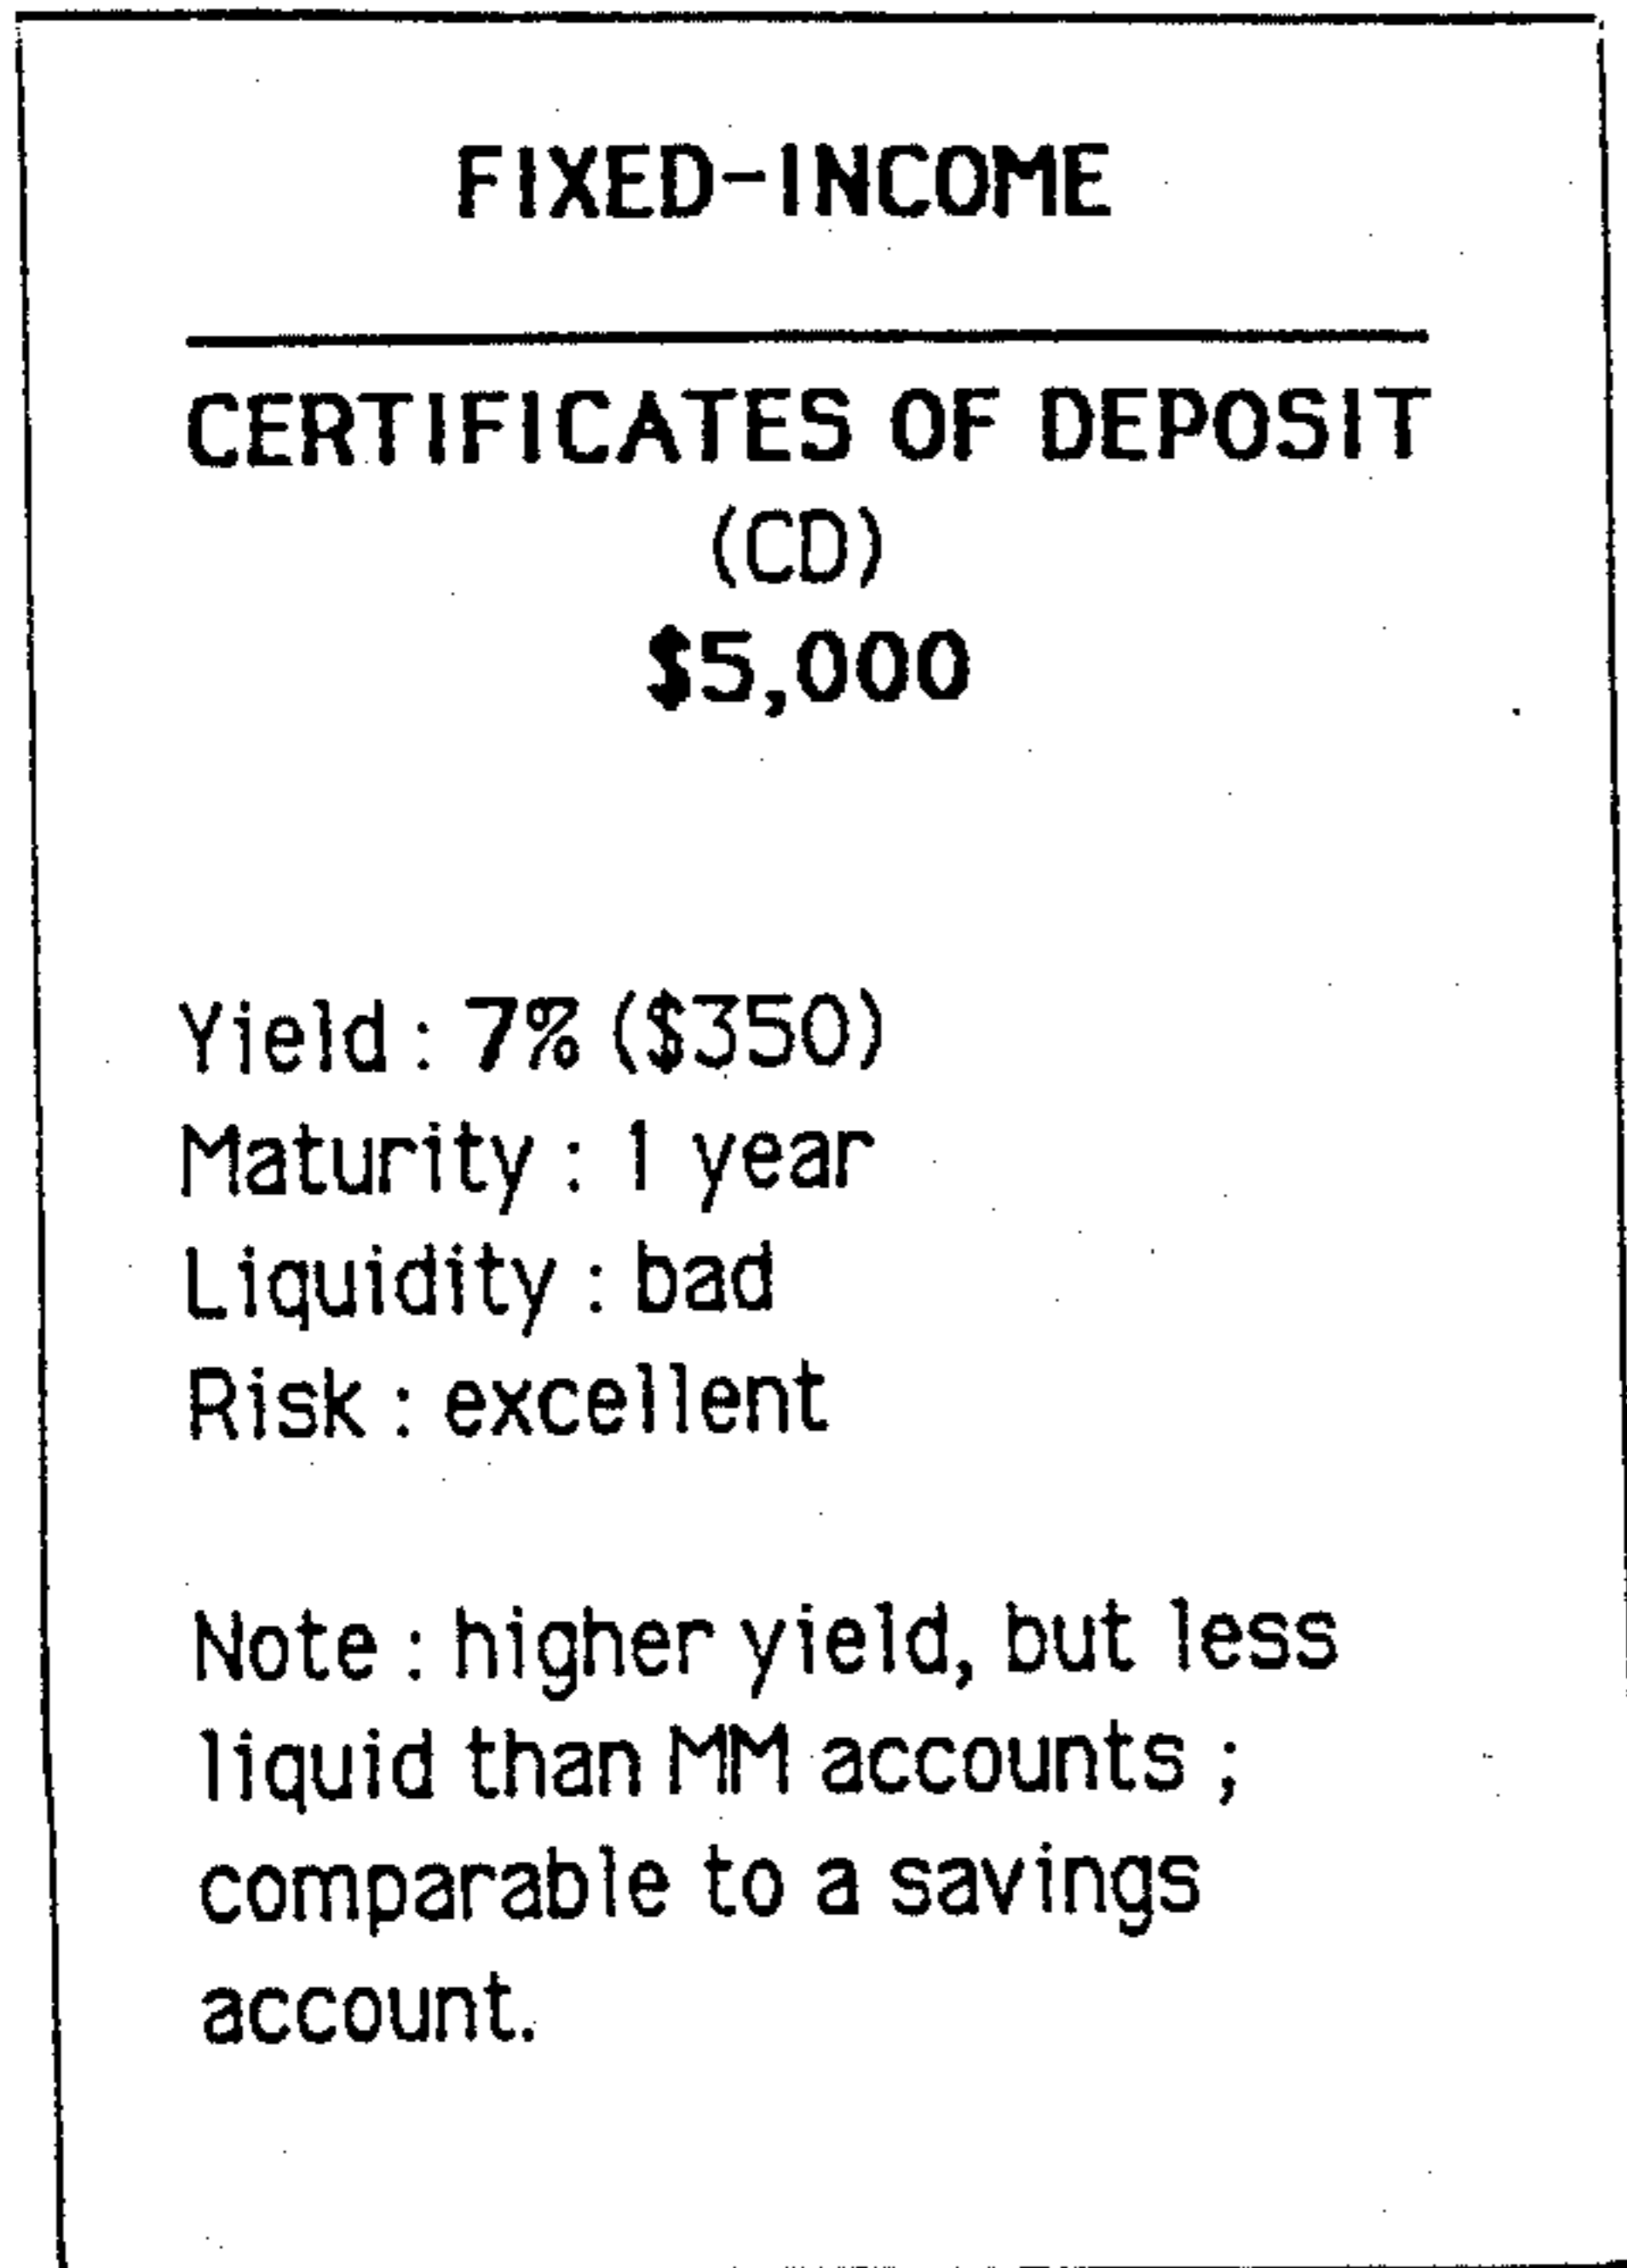 FIXED-INCOME
CERTIFICATES OF DEPOSIT
(CD)
$5,000
Yield : 7% ($350)
Maturity : 1 year
Liquidity : bad
Risk : excellent
Note : higher yield, but less
liquid than MM accounts ;
comparable to a savings
account.